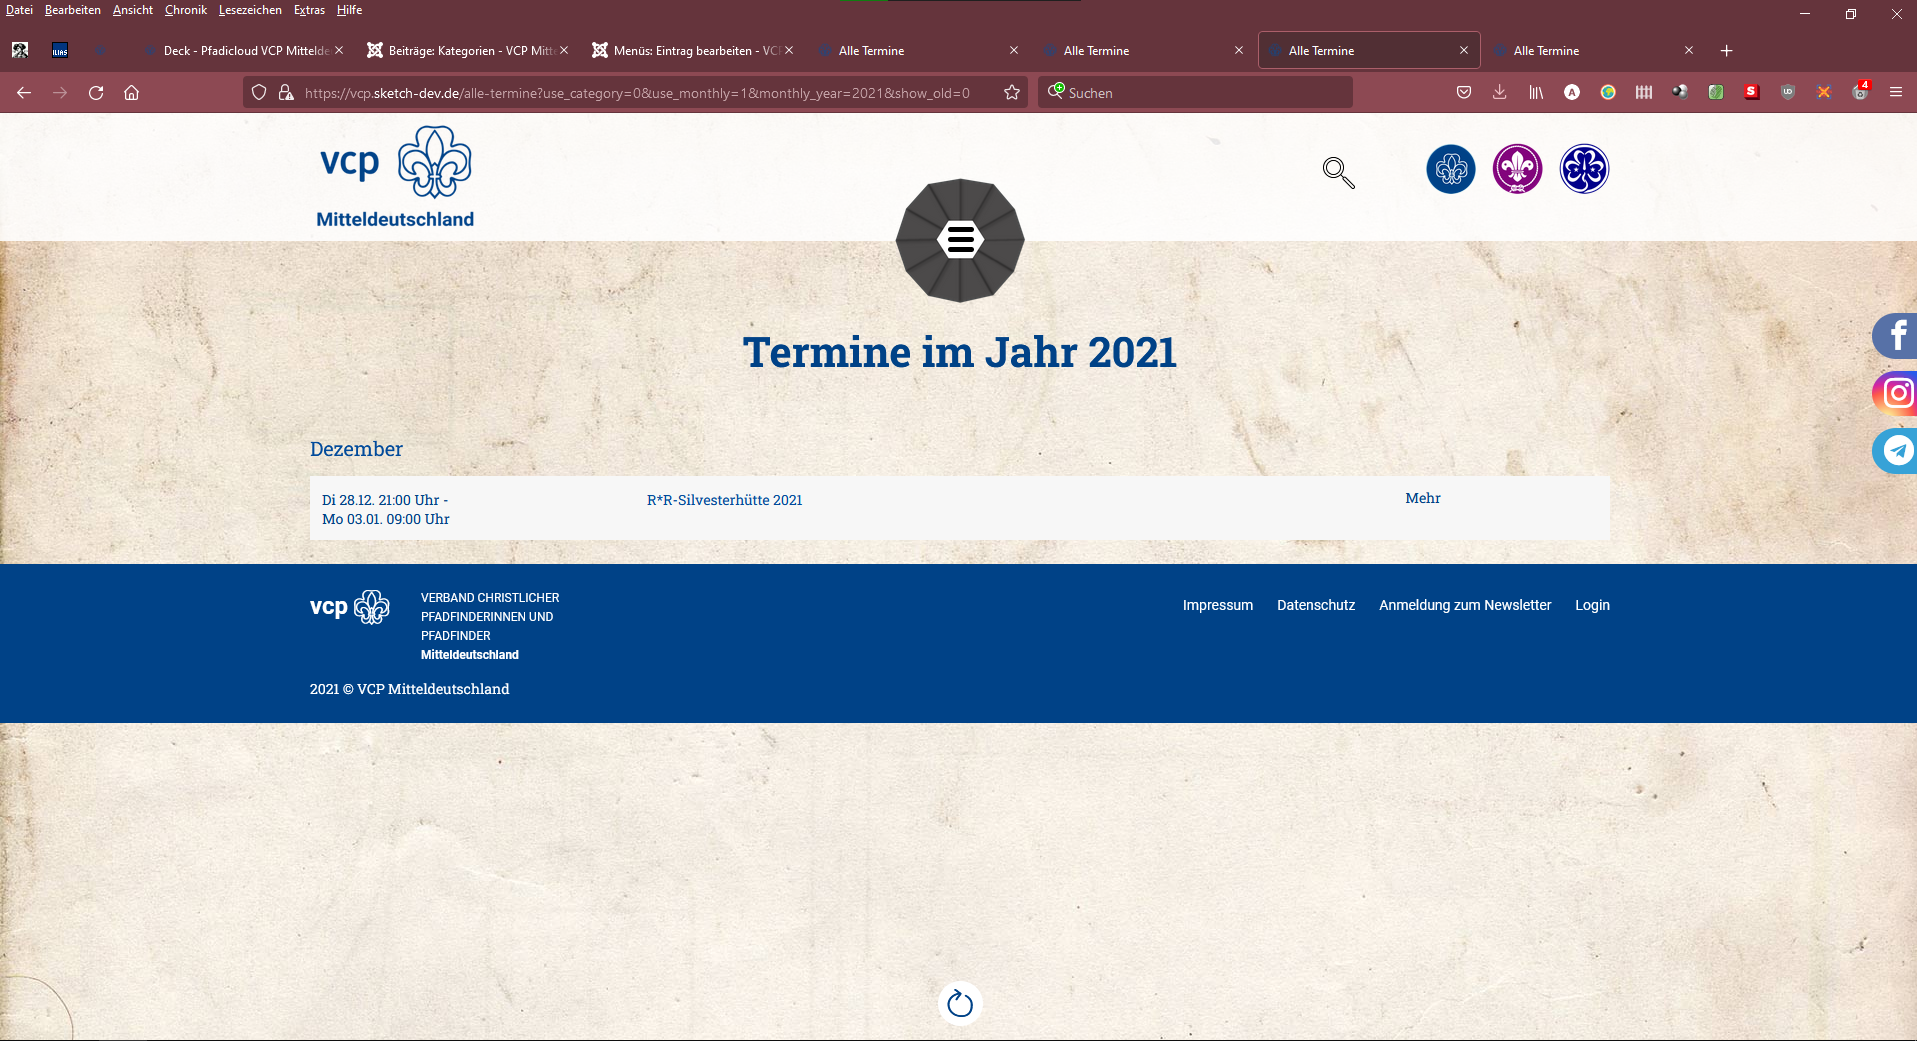 Datei Bearbeiten Ansicht Chronik Lesezeichen Extras Hilfe
Deck - Pfadicloud VCP Mittelde
Beiträge: Kategorien - VCP Mitt
Menüs: Eintrag bearbeiten - VCP
Alle Termine
Alle Termine
Alle Termine
Alle Termine
https://vcp.sketch-dev.de/alle-termine?use_category=0&use_monthly=1&monthly_year=2021&show_old=0
Suchen
4
vcp
Mitteldeutschland
Termine im Jahr 2021
Dezember
Di 28.12. 21:00 Uhr -
Mo 03.01. 09:00 Uhr
R*R-Silvesterhütte 2021
Mehr
vcp
VERBAND CHRISTLICHER
PFADFINDERINNEN UND
PFADFINDER
Mitteldeutschland
Impressum Datenschutz Anmeldung zum Newsletter Login
2021 © VCP Mitteldeutschland